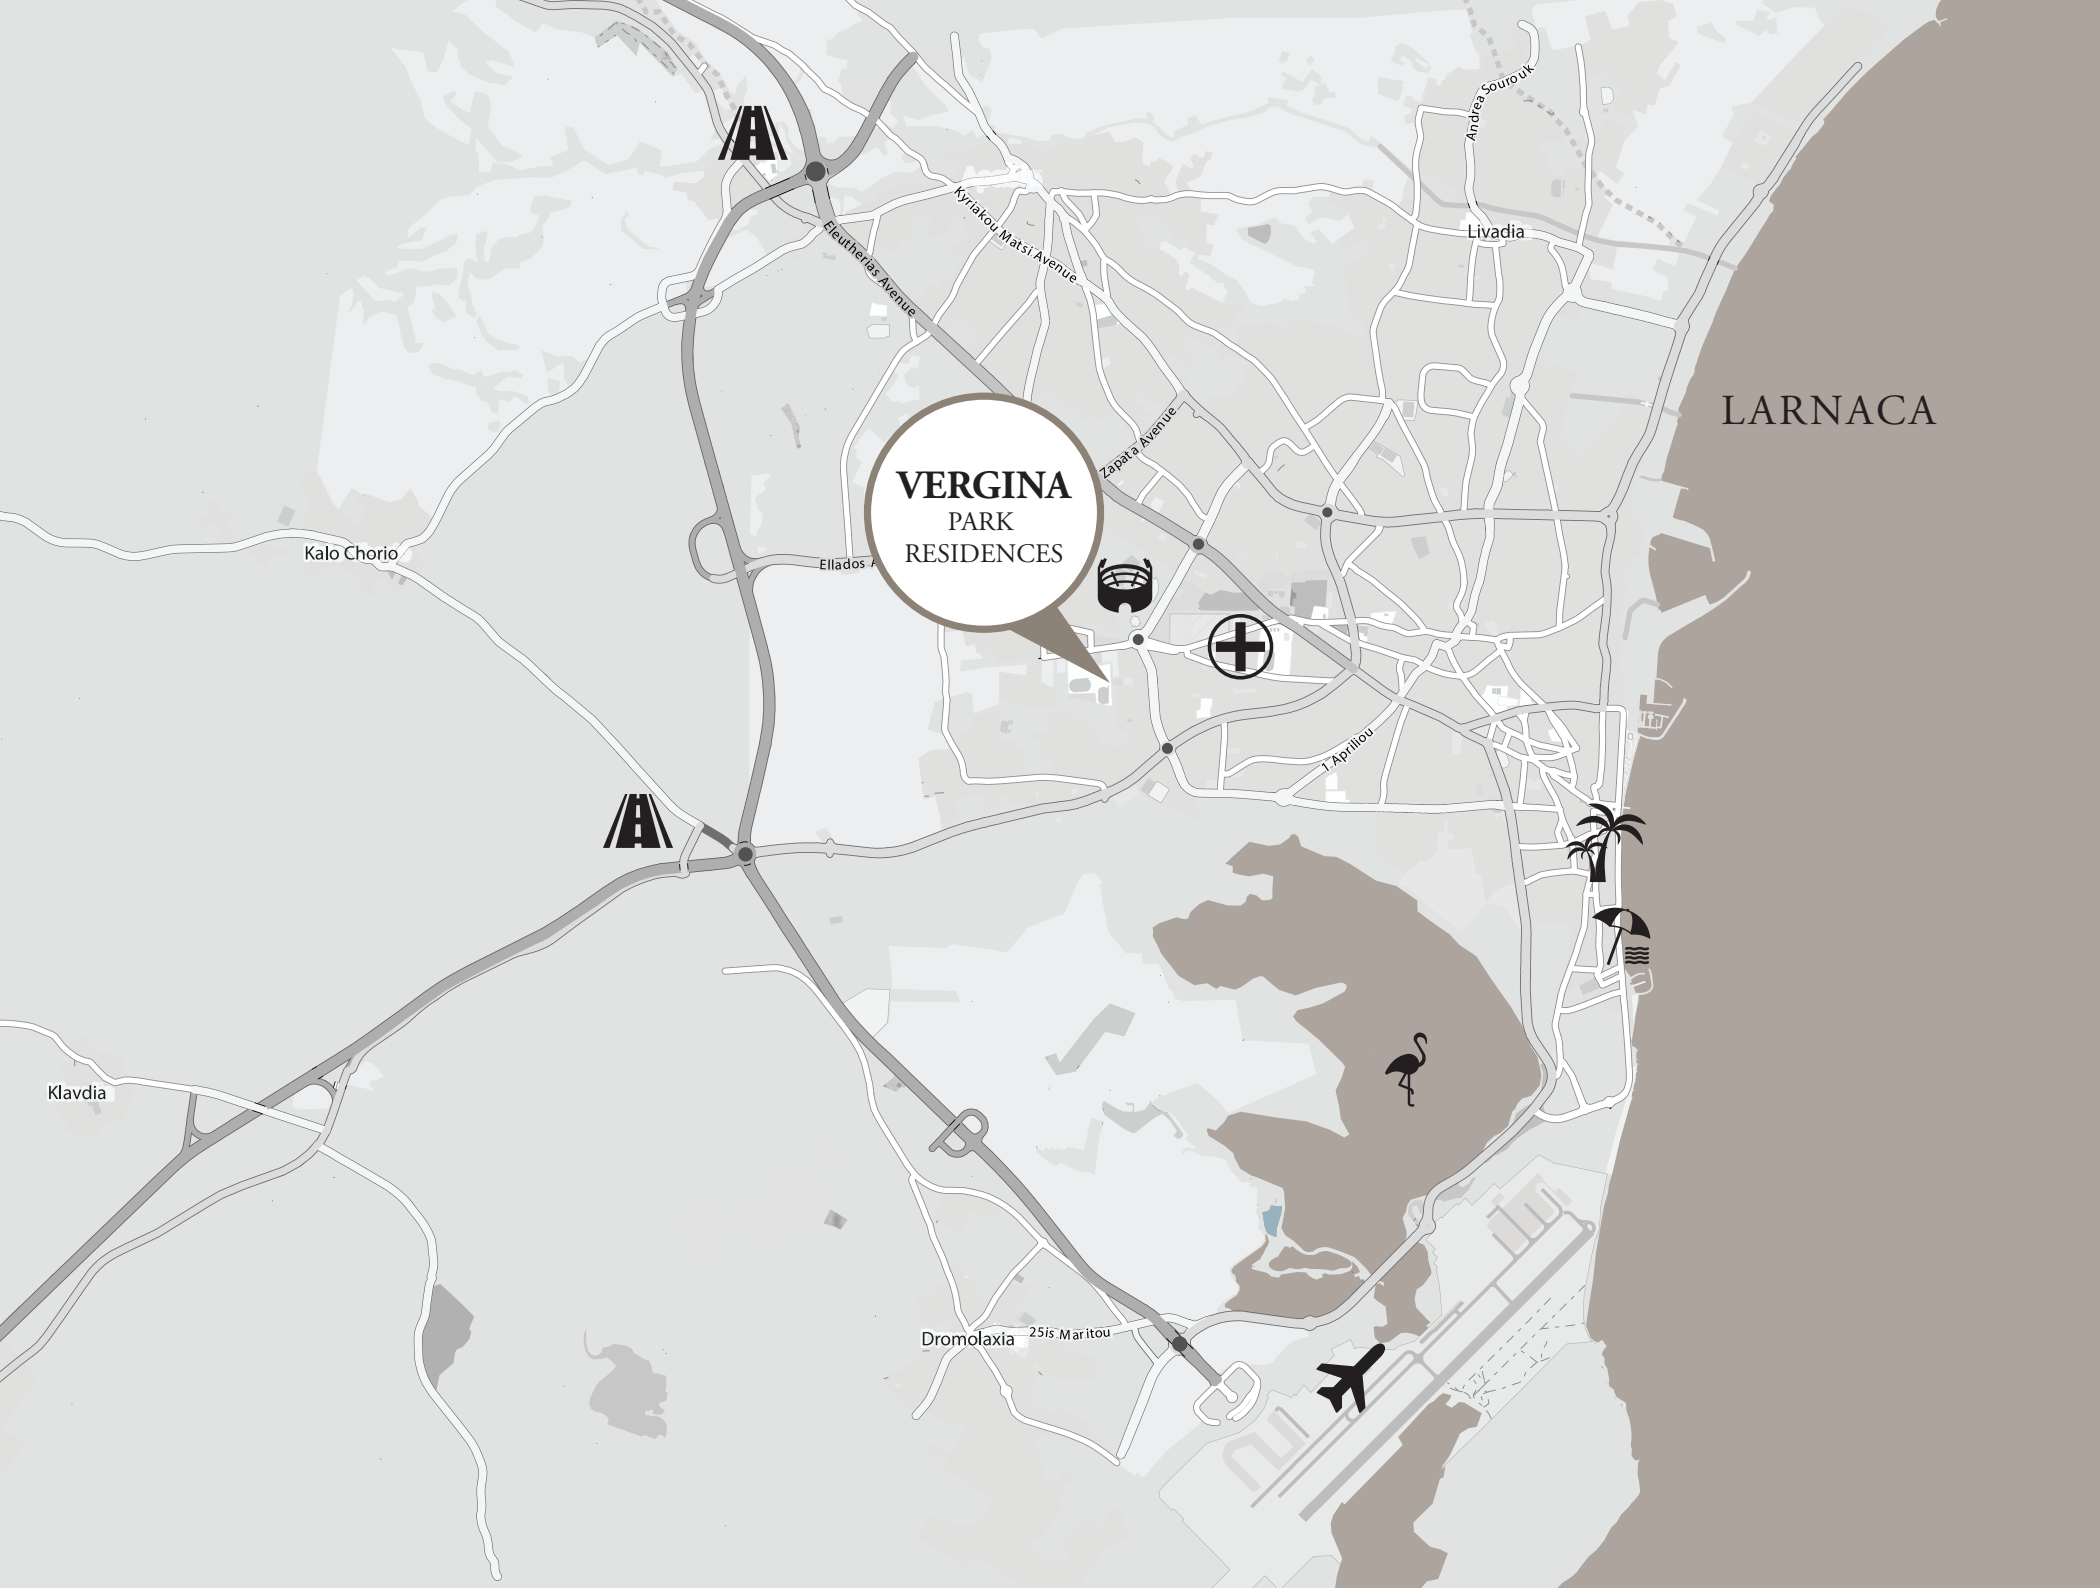 Andrea Sourouk
Kyriakou Matsi Avenue
Livadia
Eleutherias Avenue
LARNACA
Zapata Avenue
VERGINA
PARK
RESIDENCES
Kalo Chorio
Ellados
1 Apriliou
Klavdia
Dromolaxia
25is Maritou